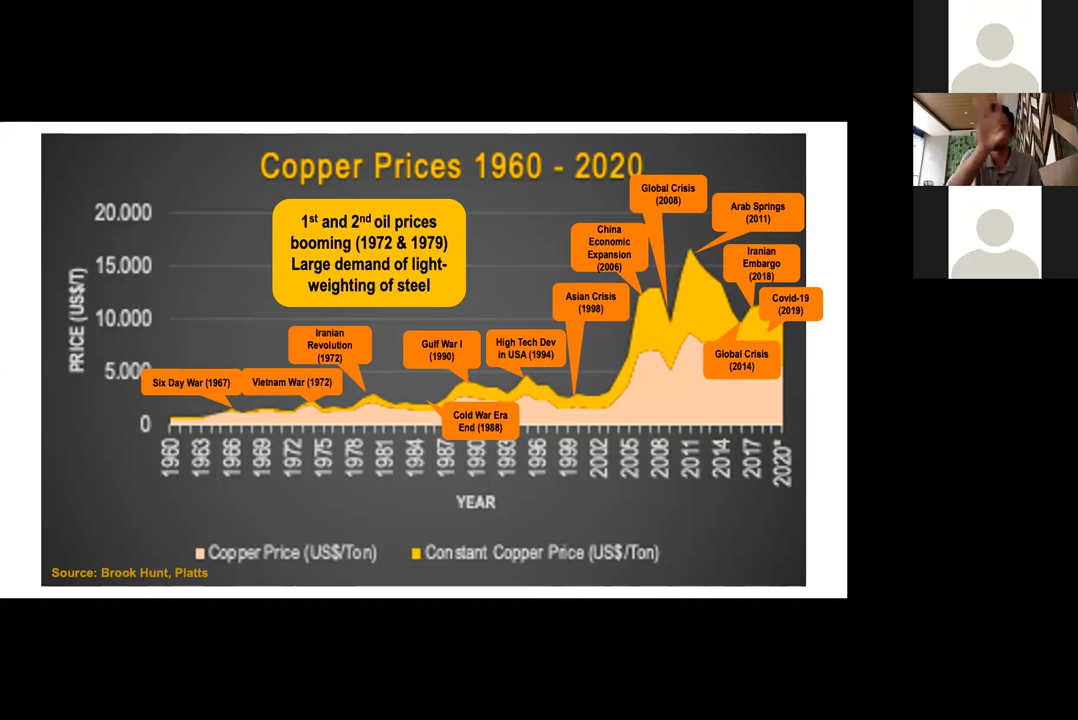 Copper Prices 1960 - 2020
20.000
15.000
10.000
5.000
0
PRICE (US$/T)
1st and 2nd oil prices
booming (1972 & 1979)
Large demand of light-
weighting of steel
Six Day War (1967)
Vietnam War (1972)
Iranian
Revolution
(1972)
Gulf War I
(1990)
Cold War Era
End (1988)
High Tech Dev
in USA (1994)
Asian Crisis
(1998)
China
Economic
Expansion
(2006)
Global Crisis
(2008)
Arab Springs
(2011)
Iranian
Embargo
(2018)
Covid-19
(2019)
Global Crisis
(2014)
1960
1963
1966
1969
1972
1975
1978
1981
1984
1987
1990
1993
1996
1999
2002
2005
2008
2011
2014
2017
2020*
YEAR
Copper Price (US$/Ton)
Constant Copper Price (US$/Ton)
Source: Brook Hunt, Platts